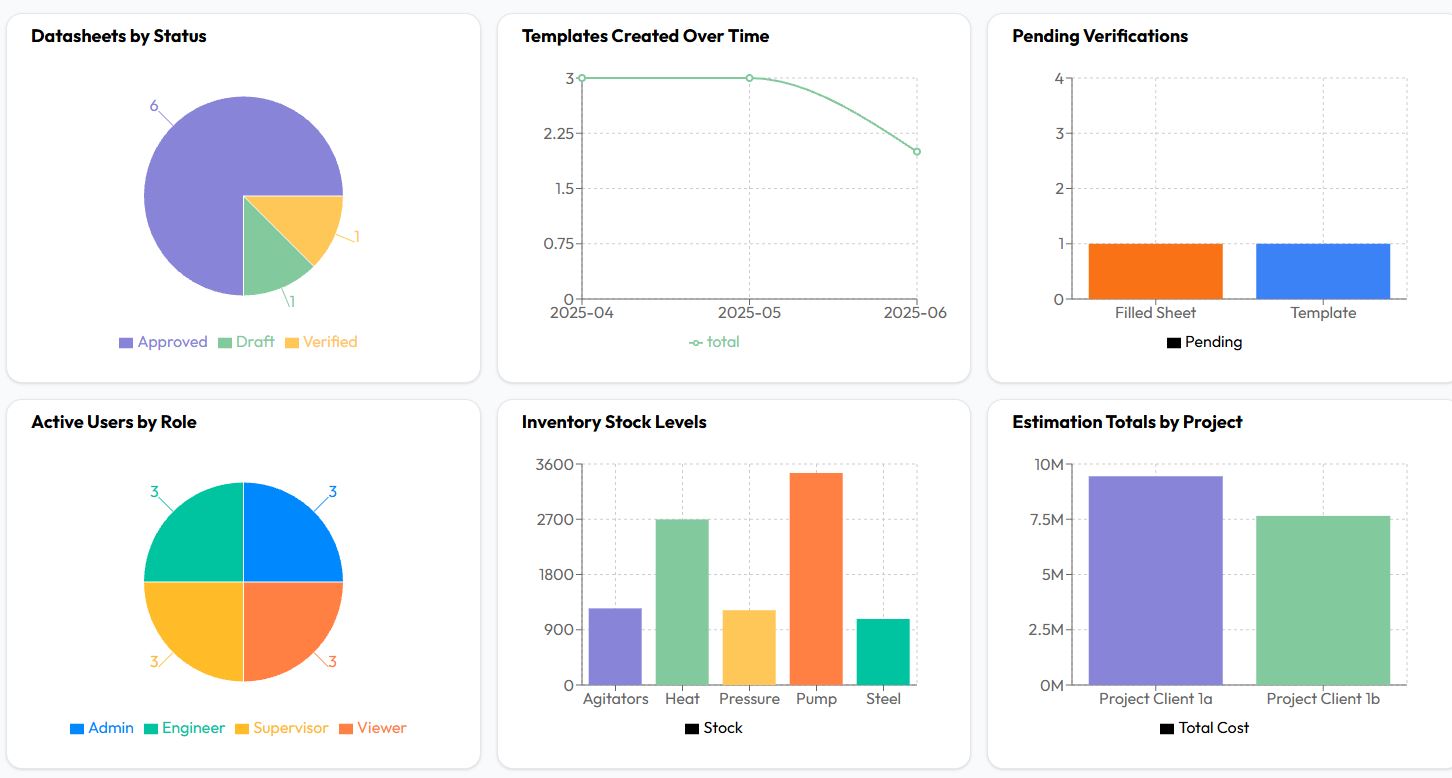 Datasheets by Status
6
1
1
Approved Draft Verified
Templates Created Over Time
3
2.25
1.5
0.75
0
2025-04 2025-05 2025-06
total
Pending Verifications
4
3
2
1
0
Filled Sheet Template
Pending
Active Users by Role
3 3
3 3
Admin Engineer Supervisor Viewer
Inventory Stock Levels
3600
2700
1800
900
0
Agitators Heat Pressure Pump Steel
Stock
Estimation Totals by Project
10M
7.5M
5M
2.5M
0M
Project Client 1a Project Client 1b
Total Cost